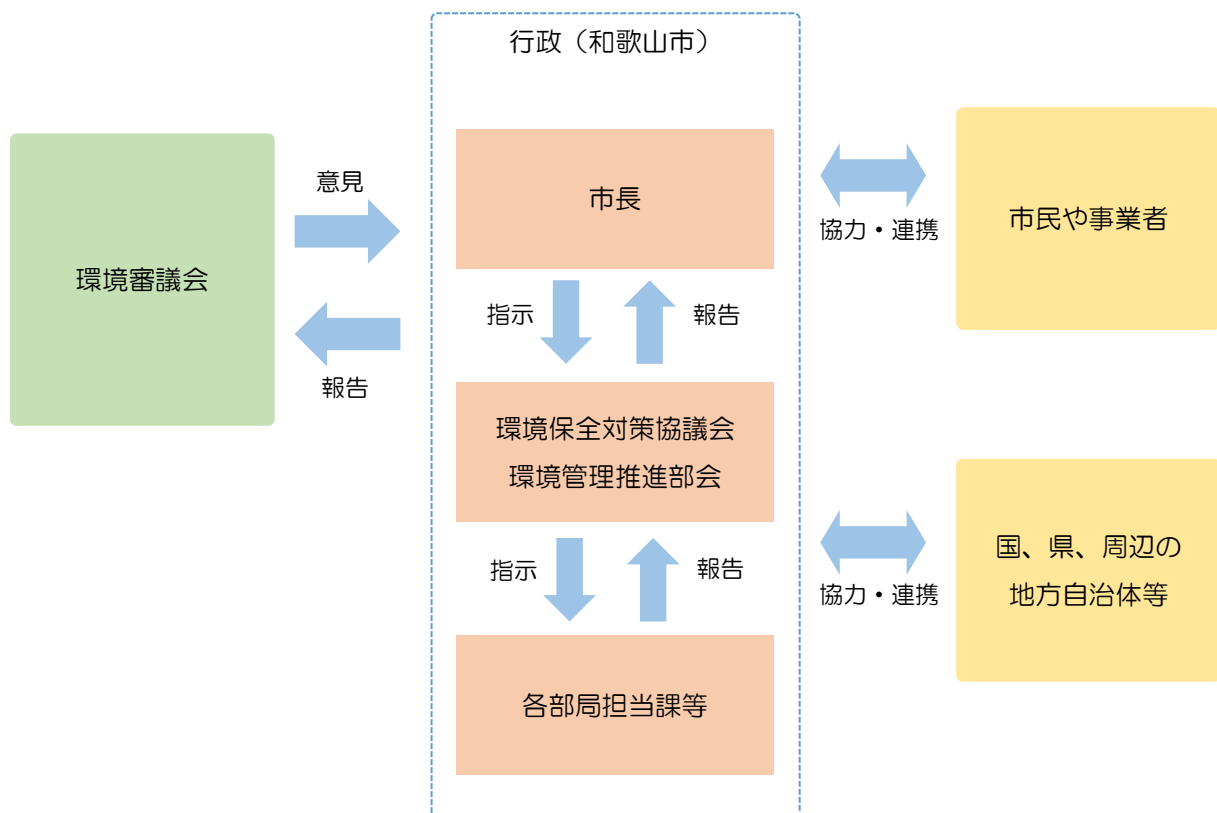 行政（和歌山市）
環境審議会
意見
報告
市長
指示
報告
環境保全対策協議会
環境管理推進部会
指示
報告
各部局担当課等
協力・連携
市民や事業者
協力・連携
国、県、周辺の
地方自治体等